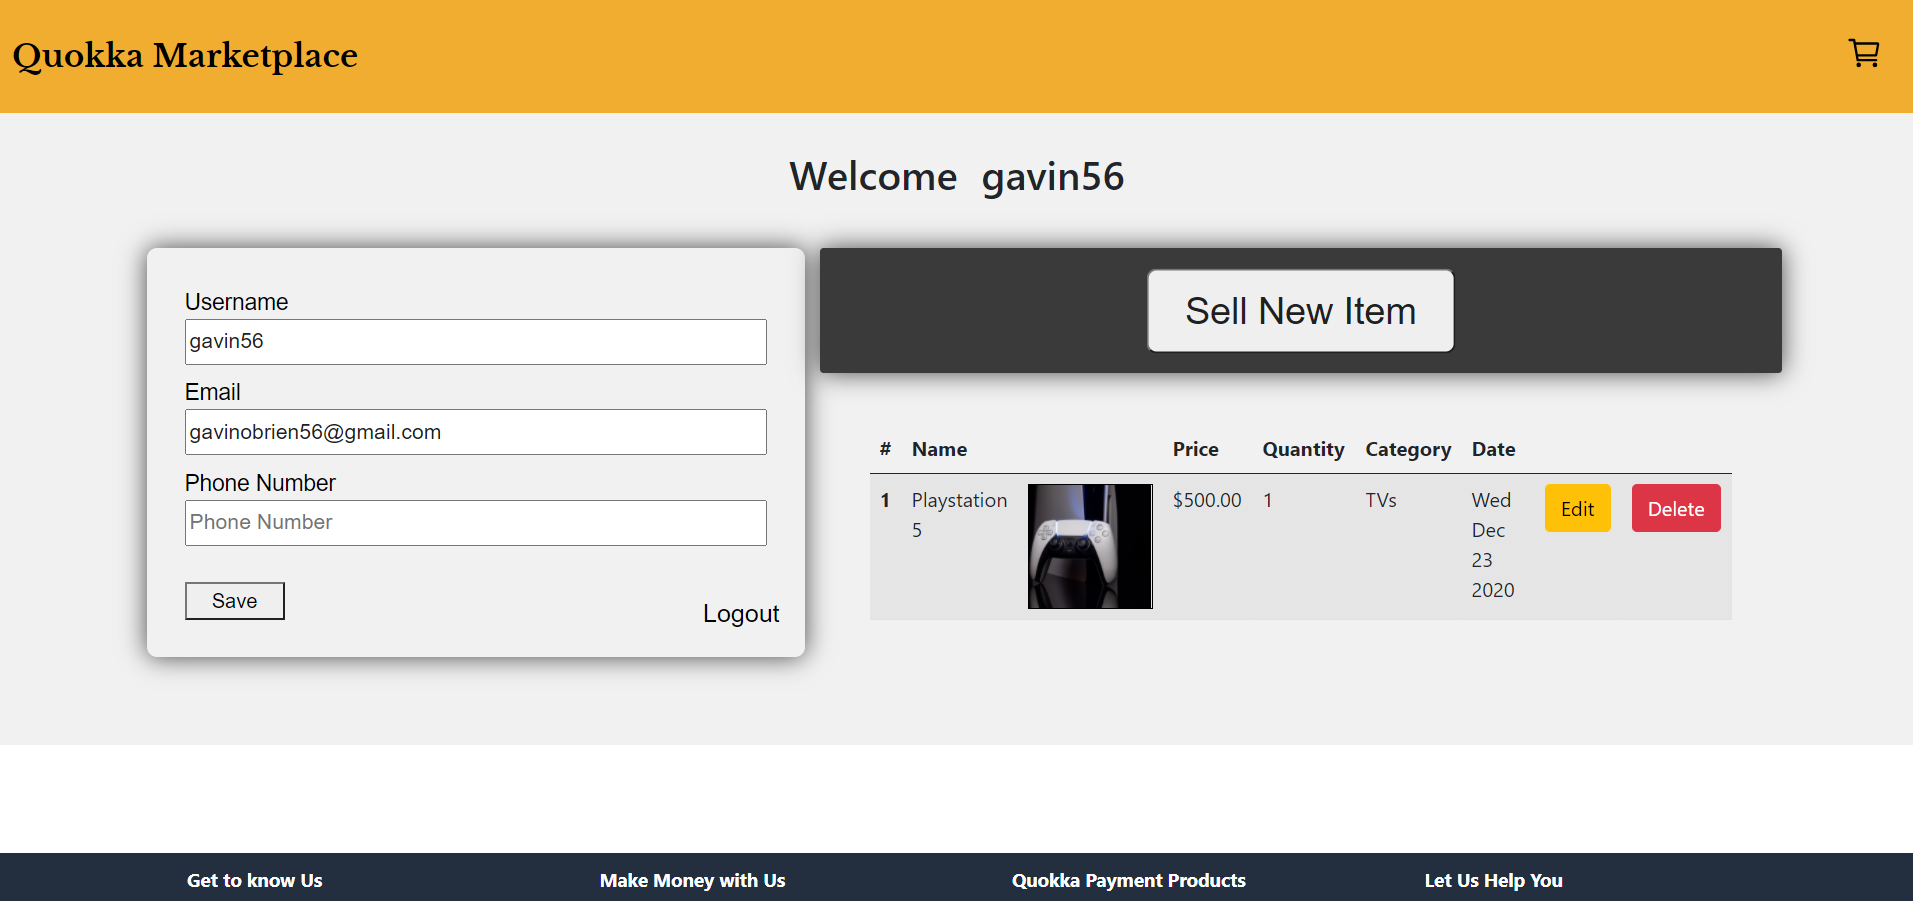 Quokka Marketplace
Welcome gavin56
Username
gavin56
Email
gavinobrien56@gmail.com
Phone Number
Phone Number
Save
Logout
Sell New Item
# Name Price Quantity Category Date
1 Playstation $500.00 1 TVs Wed Edit Delete
5 Dec
23
2020
Get to know Us Make Money with Us Quokka Payment Products Let Us Help You